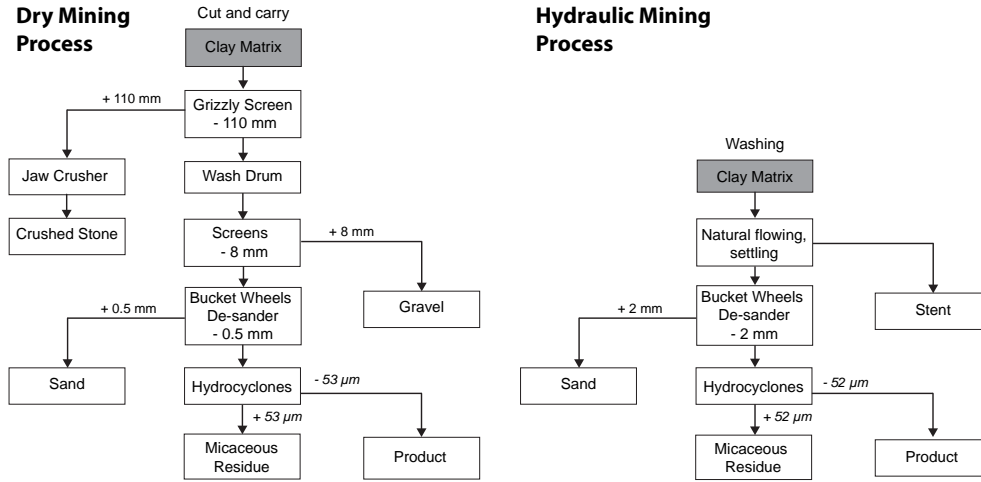 Dry Mining
Process
Cut and carry
Clay Matrix
+ 110 mm
Grizzly Screen
- 110 mm
Jaw Crusher
Wash Drum
Crushed Stone
Screens
- 8 mm
+ 8 mm
Gravel
+ 0.5 mm
Bucket Wheels
De-sander
- 0.5 mm
Sand
Hydrocyclones
- 53 µm
+ 53 µm
Micaceous
Residue
Product
Hydraulic Mining
Process
Washing
Clay Matrix
Natural flowing,
settling
Stent
+ 2 mm
Bucket Wheels
De-sander
- 2 mm
Sand
Hydrocyclones
- 52 µm
+ 52 µm
Micaceous
Residue
Product